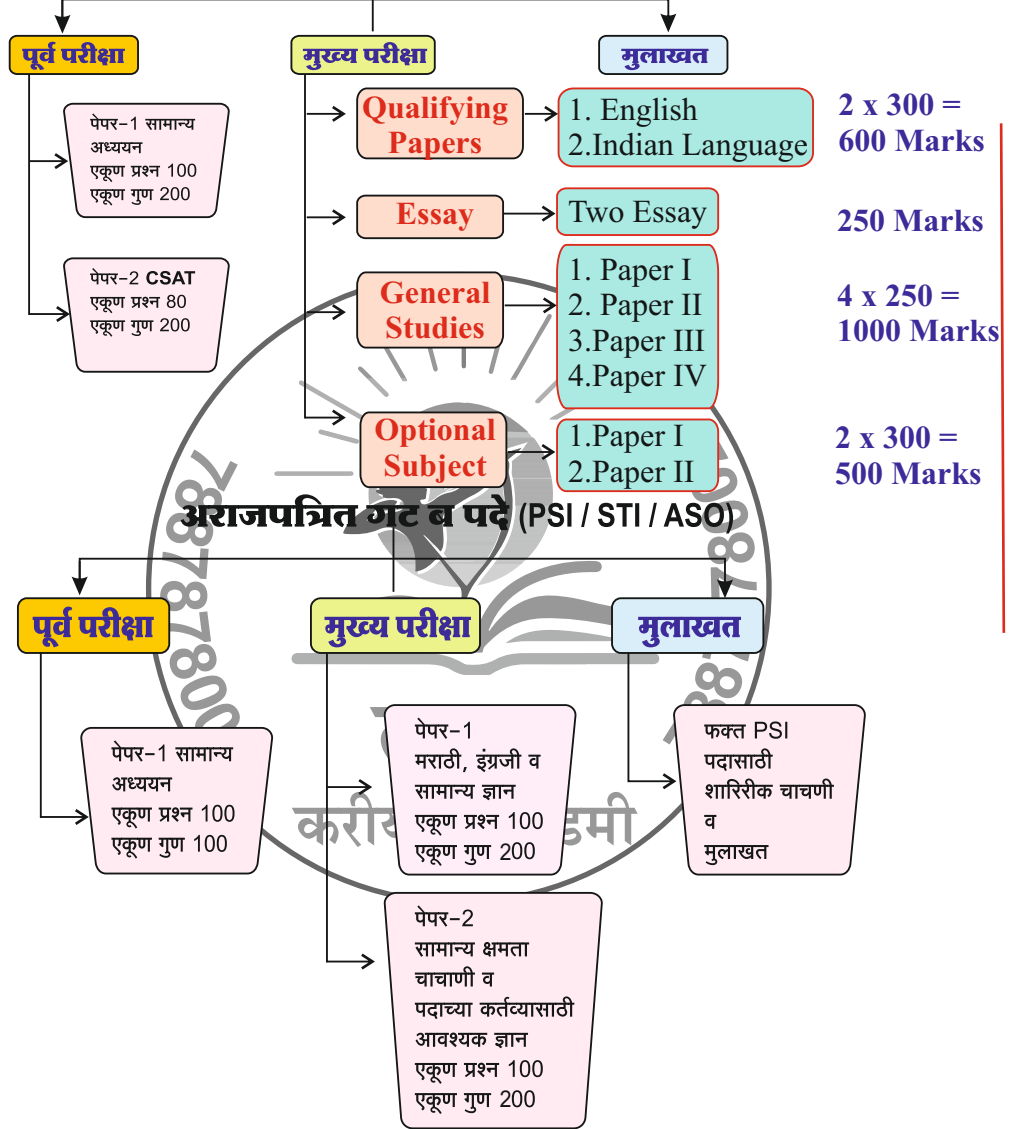 पूर्व परीक्षा
मुख्य परीक्षा
मुलाखत
पेपर-1 सामान्य
अध्ययन
एकूण प्रश्न 100
एकूण गुण 200
पेपर-2 CSAT
एकूण प्रश्न 80
एकूण गुण 200
Qualifying
Papers
1. English
2.Indian Language
2 x 300 =
600 Marks
Essay
Two Essay
250 Marks
General
Studies
1. Paper I
2. Paper II
3.Paper III
4.Paper IV
4 x 250 =
1000 Marks
Optional
Subject
1.Paper I
2.Paper II
2 x 300 =
500 Marks
अराजपत्रित गट ब पदे (PSI / STI / ASO)
पूर्व परीक्षा
मुख्य परीक्षा
मुलाखत
पेपर-1 सामान्य
अध्ययन
एकूण प्रश्न 100
एकूण गुण 100
पेपर-1
मराठी, इंग्रजी व
सामान्य ज्ञान
एकूण प्रश्न 100
एकूण गुण 200
फक्त PSI
पदासाठी
शारिरीक चाचणी
व
मुलाखत
पेपर-2
सामान्य क्षमता
चाचाणी व
पदाच्या कर्तव्यासाठी
आवश्यक ज्ञान
एकूण प्रश्न 100
एकूण गुण 200